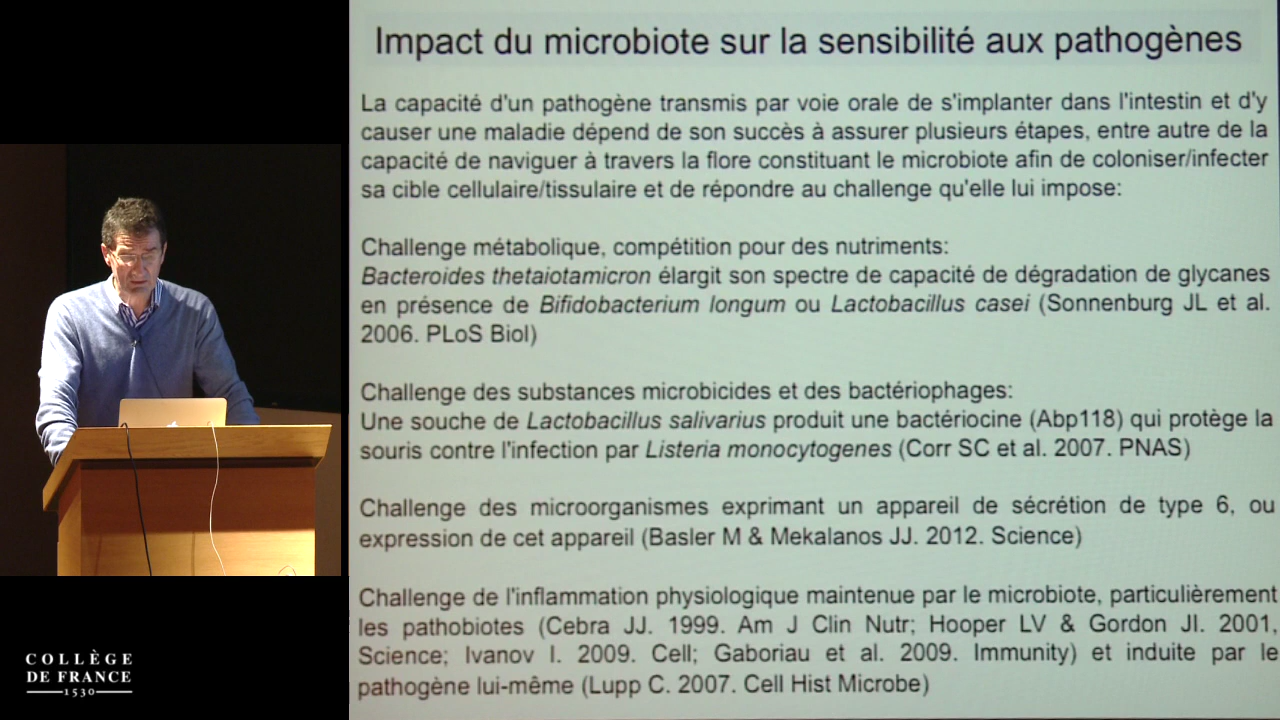 Impact du microbiote sur la sensibilité aux pathogènes
La capacité d'un pathogène transmis par voie orale de s'implanter dans l'intestin et d'y
causer une maladie dépend de son succès à assurer plusieurs étapes, entre autre de la
capacité de naviguer à travers la flore constituant le microbiote afin de coloniser/infecter
sa cible cellulaire/tissulaire et de répondre au challenge qu'elle lui impose:
Challenge métabolique, compétition pour des nutriments:
Bacteroides thetaiotamicron élargit son spectre de capacité de dégradation de glycanes
en présence de Bifidobacterium longum ou Lactobacillus casei (Sonnenburg JL et al.
2006. PLoS Biol)
Challenge des substances microbicides et des bactériophages:
Une souche de Lactobacillus salivarius produit une bactériocine (Abp118) qui protège la
souris contre l'infection par Listeria monocytogenes (Corr SC et al. 2007. PNAS)
Challenge des microorganismes exprimant un appareil de sécrétion de type 6, ou
expression de cet appareil (Basler M & Mekalanos JJ. 2012. Science)
Challenge de l'inflammation physiologique maintenue par le microbiote, particulièrement
les pathobiotes (Cebra JJ. 1999. Am J Clin Nutr; Hooper LV & Gordon JI. 2001,
Science; Ivanov I. 2009. Cell; Gaboriau et al. 2009. Immunity) et induite par le
pathogène lui-même (Lupp C. 2007. Cell Hist Microbe)
COLLÈGE
DE FRANCE
1530